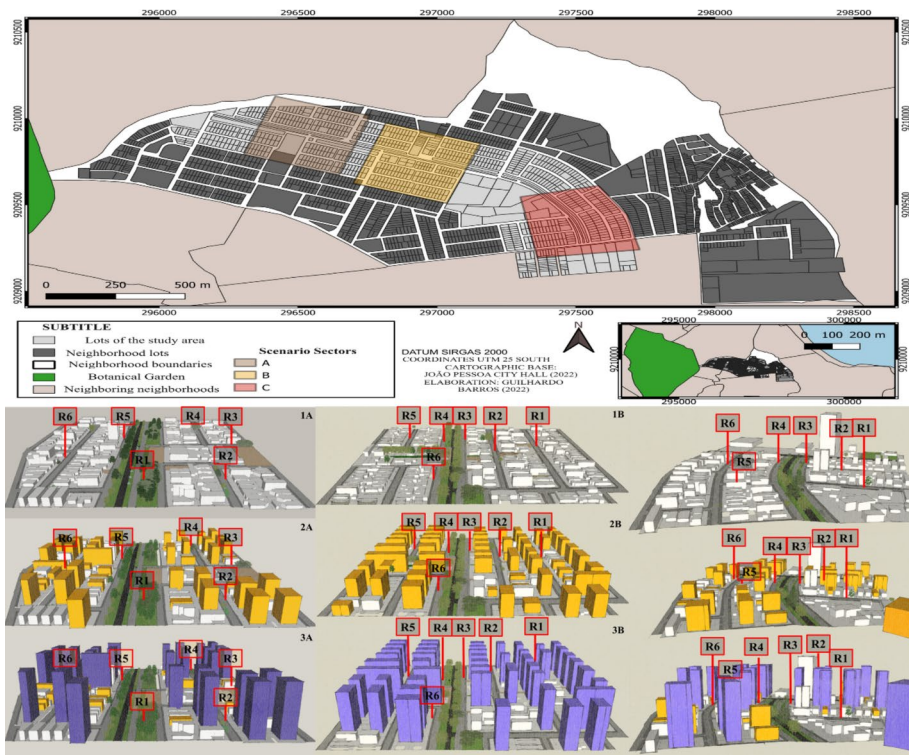 296000 296500 297000 297500 298000 298500
9210500 9210500
9210000 9210000
9209500 9209500
9209000 9209000
0 250 500 m
296000 296500 297000 297500 298000 298500
SUBTITLE
Lots of the study area
Neighborhood lots
Neighborhood boundaries
Botanical Garden
Neighboring neighborhoods
Scenario Sectors
A
B
C
N
DATUM SIRGAS 2000
COORDINATES UTM 25 SOUTH
CARTOGRAPHIC BASE:
JOÃO PESSOA CITY HALL (2022)
ELABORATION: GUILHARDO
BARROS (2022)
295000 300000
0 100 200 m
9210000 9210000
295000 300000
R6 R5 R4 R3 1A
R1 R2
R5 R4 R3 R2 R1 1B
R6
R6 R4 R3 R2 R1
R5
R6 R5 R4 R3 2A
R1 R2
R5 R4 R3 R2 R1 2B
R6
R6 R4 R3 R2 R1
R5
R6 R5 R4 R3 3A
R1 R2
R5 R4 R3 R2 R1 3B
R6
R6 R5 R4 R3 R2 R1